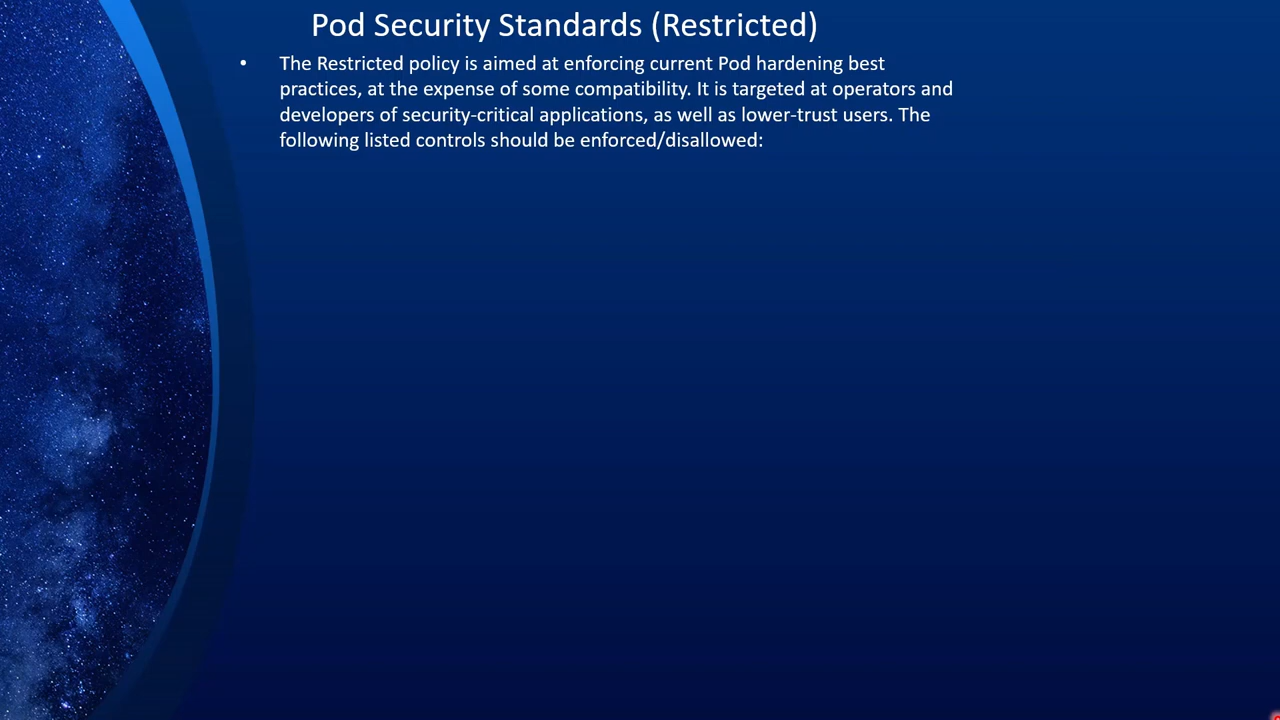 Pod Security Standards (Restricted)
• The Restricted policy is aimed at enforcing current Pod hardening best
practices, at the expense of some compatibility. It is targeted at operators and
developers of security-critical applications, as well as lower-trust users. The
following listed controls should be enforced/disallowed: